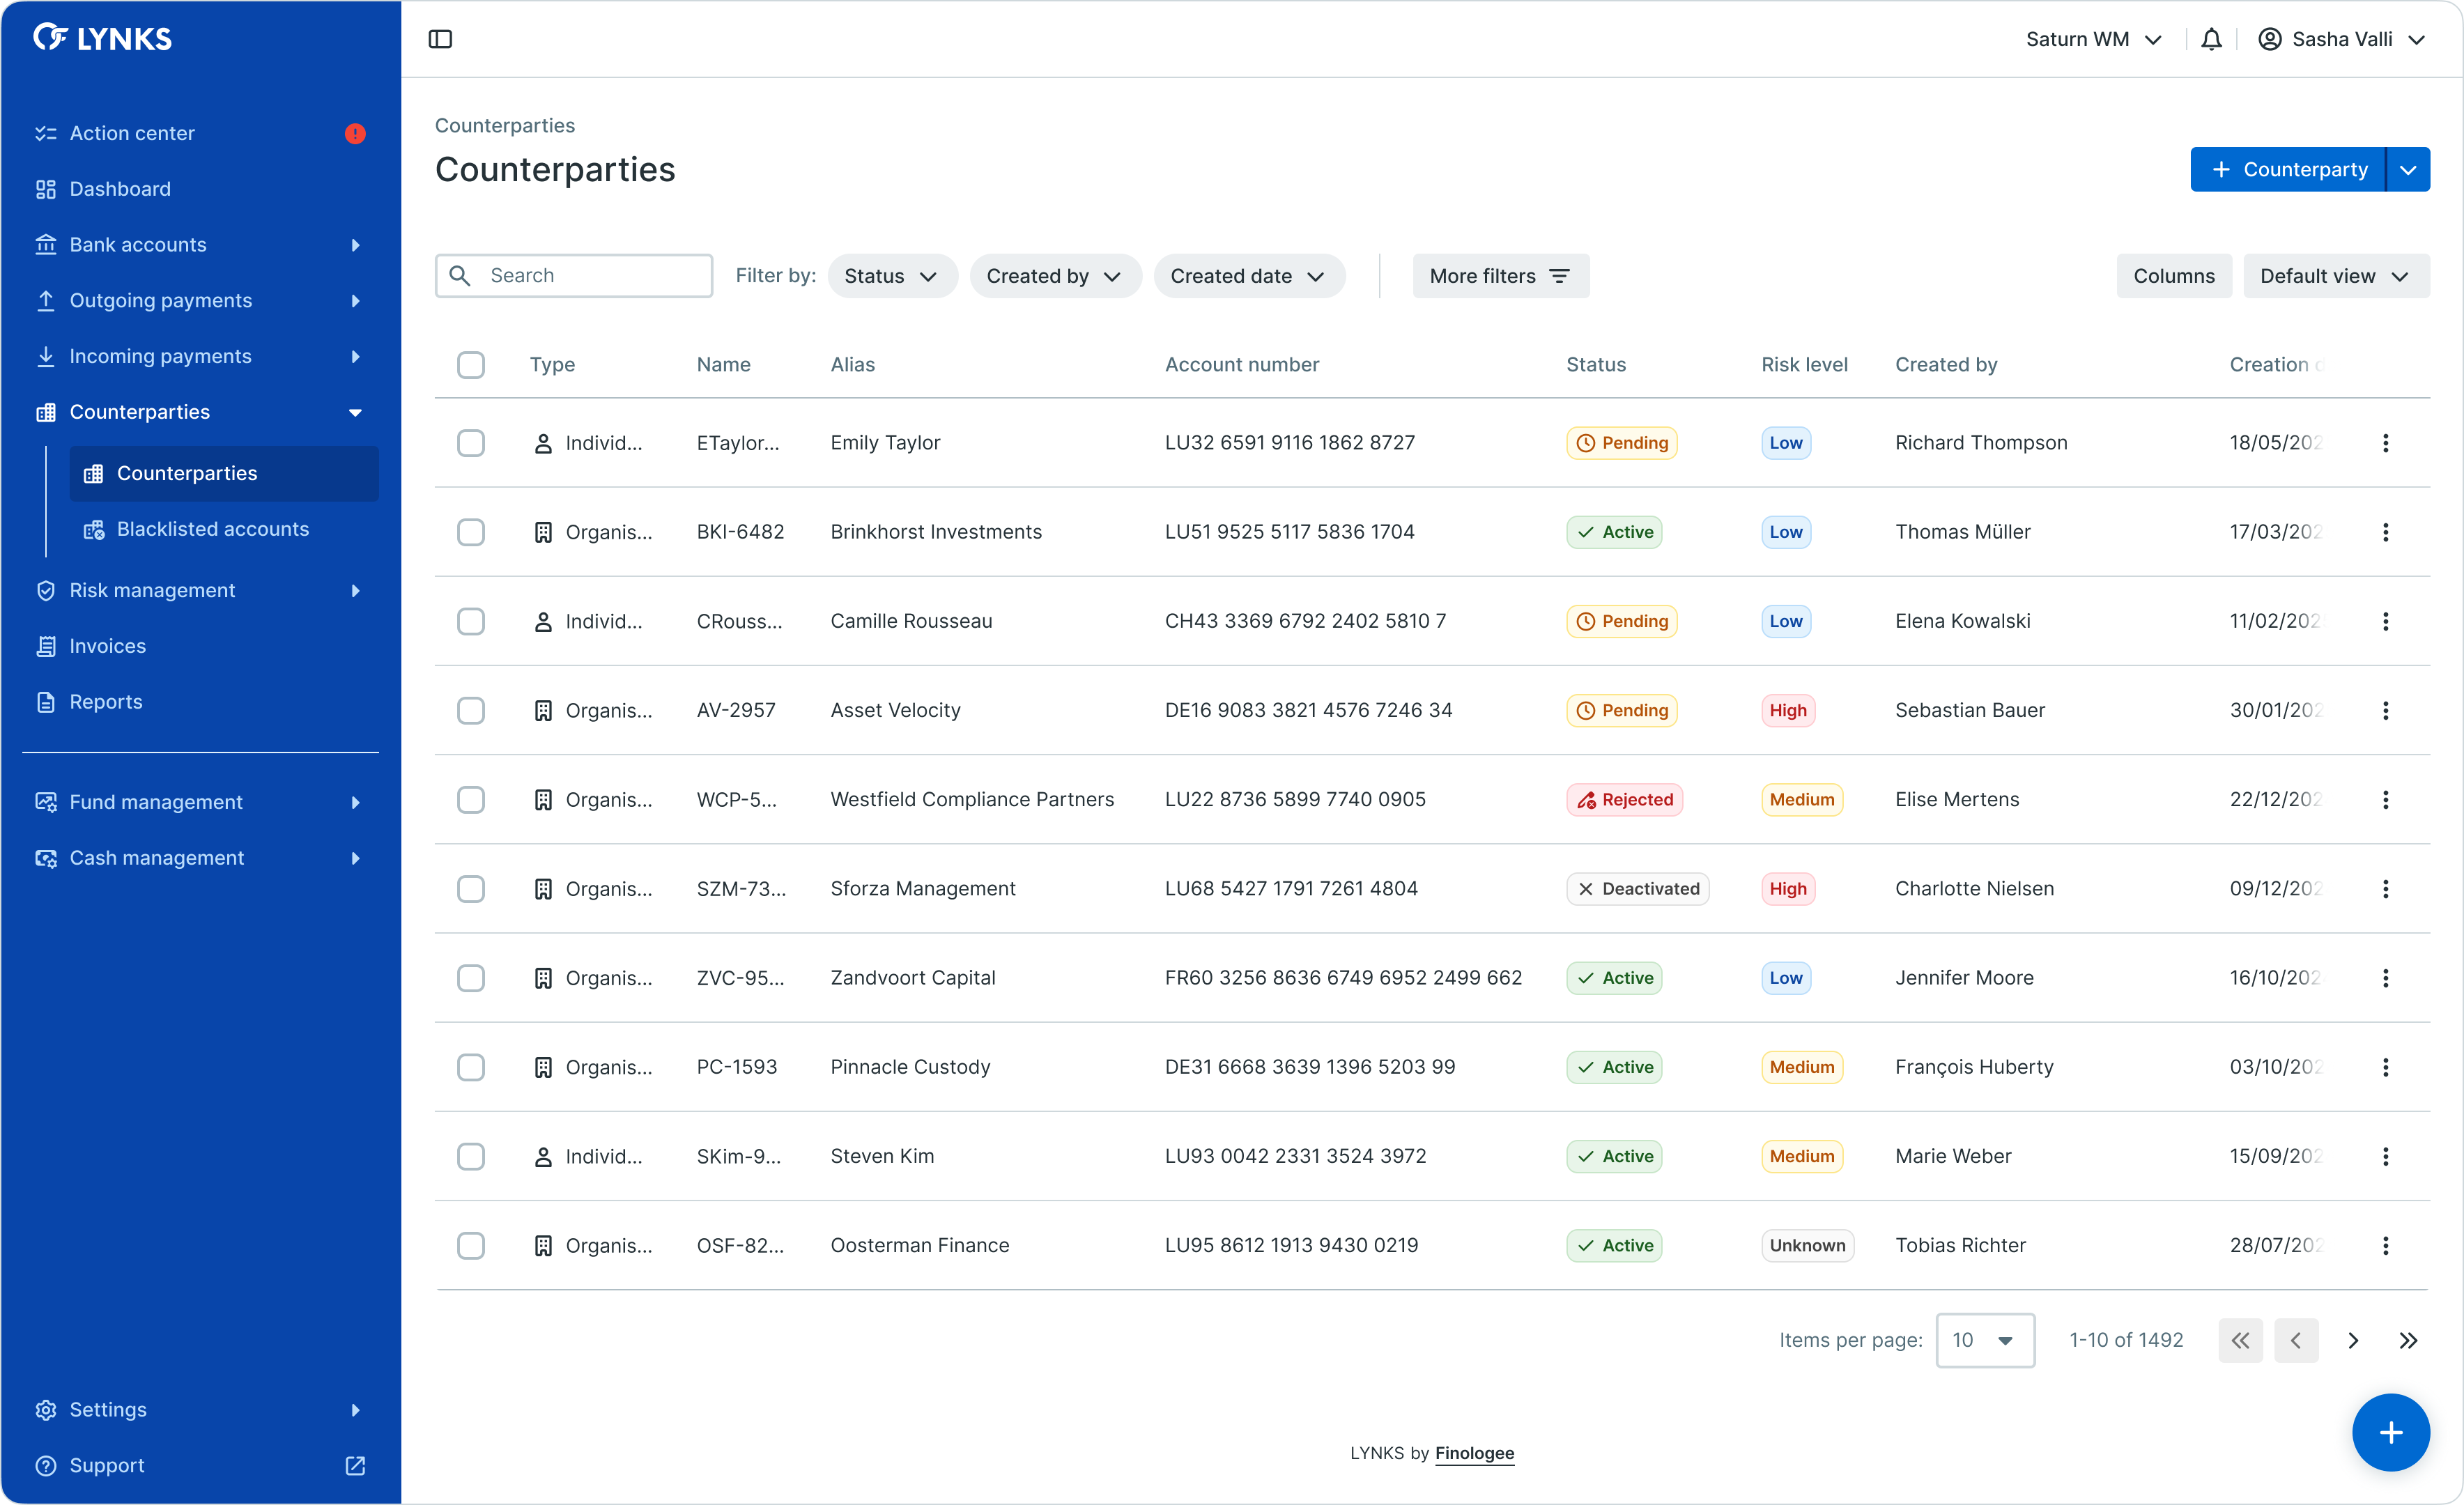 LYNKS
Saturn WM
Sasha Valli
Action center
Dashboard
Bank accounts
Outgoing payments
Incoming payments
Counterparties
Counterparties
Blacklisted accounts
Risk management
Invoices
Reports
Fund management
Cash management
Settings
Support
Counterparties
Counterparties
+ Counterparty
Search Filter by: Status Created by Created date More filters Columns Default view
Type Name Alias Account number Status Risk level Created by Creation
Individ... ETaylor... Emily Taylor LU32 6591 9116 1862 8727 Pending Low Richard Thompson 18/05/202
Organis... BKI-6482 Brinkhorst Investments LU51 9525 5117 5836 1704 Active Low Thomas Müller 17/03/202
Individ... CRouss... Camille Rousseau CH43 3369 6792 2402 5810 7 Pending Low Elena Kowalski 11/02/202
Organis... AV-2957 Asset Velocity DE16 9083 3821 4576 7246 34 Pending High Sebastian Bauer 30/01/202
Organis... WCP-5... Westfield Compliance Partners LU22 8736 5899 7740 0905 Rejected Medium Elise Mertens 22/12/202
Organis... SZM-73... Sforza Management LU68 5427 1791 7261 4804 Deactivated High Charlotte Nielsen 09/12/202
Organis... ZVC-95... Zandvoort Capital FR60 3256 8636 6749 6952 2499 662 Active Low Jennifer Moore 16/10/202
Organis... PC-1593 Pinnacle Custody DE31 6668 3639 1396 5203 99 Active Medium François Huberty 03/10/202
Individ... SKim-9... Steven Kim LU93 0042 2331 3524 3972 Active Medium Marie Weber 15/09/202
Organis... OSF-82... Oosterman Finance LU95 8612 1913 9430 0219 Active Unknown Tobias Richter 28/07/202
Items per page: 10 1-10 of 1492
LYNKS by Finologee